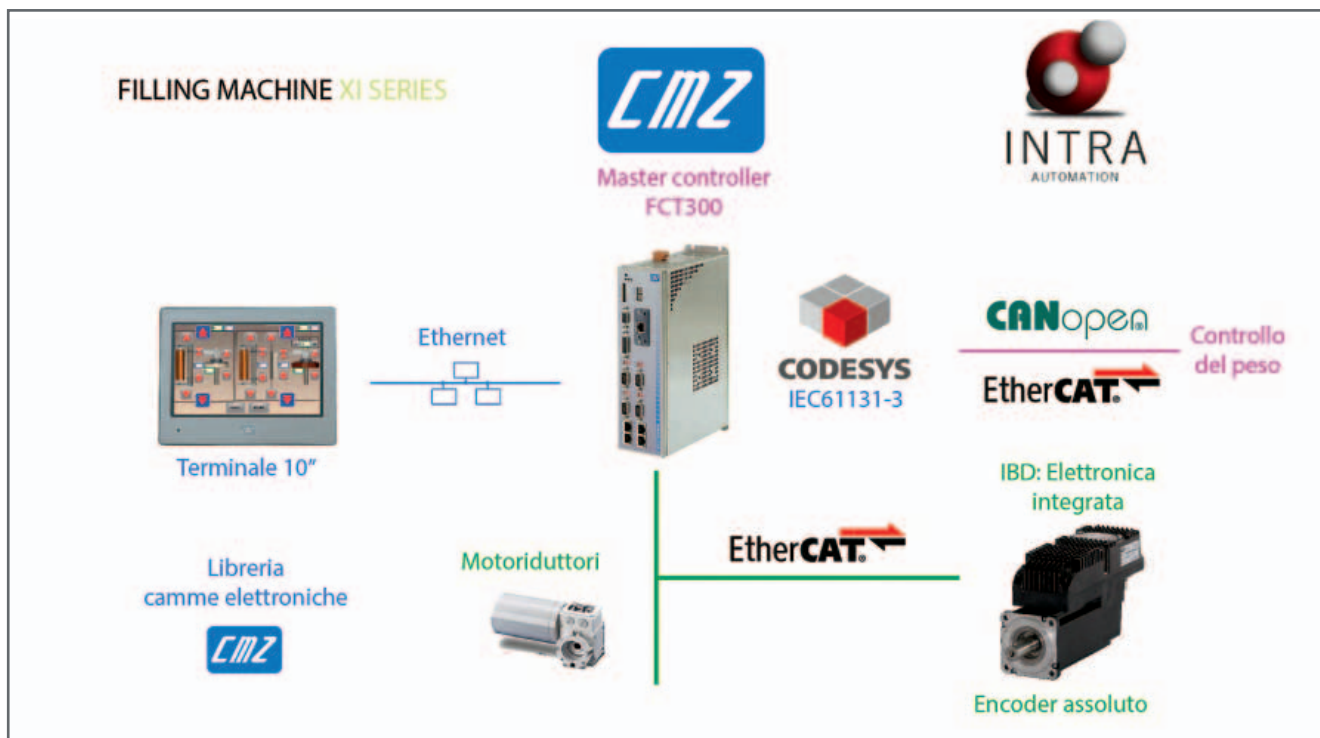 FILLING MACHINE XI SERIES
CMZ
Master controller
FCT300
INTRA
AUTOMATION
Ethernet
CODESYS
IEC61131-3
CANopen
EtherCAT
Controllo
del peso
Terminale 10"
IBD: Elettronica
integrata
EtherCAT
Libreria
camme elettroniche
CMZ
Motoriduttori
Encoder assoluto